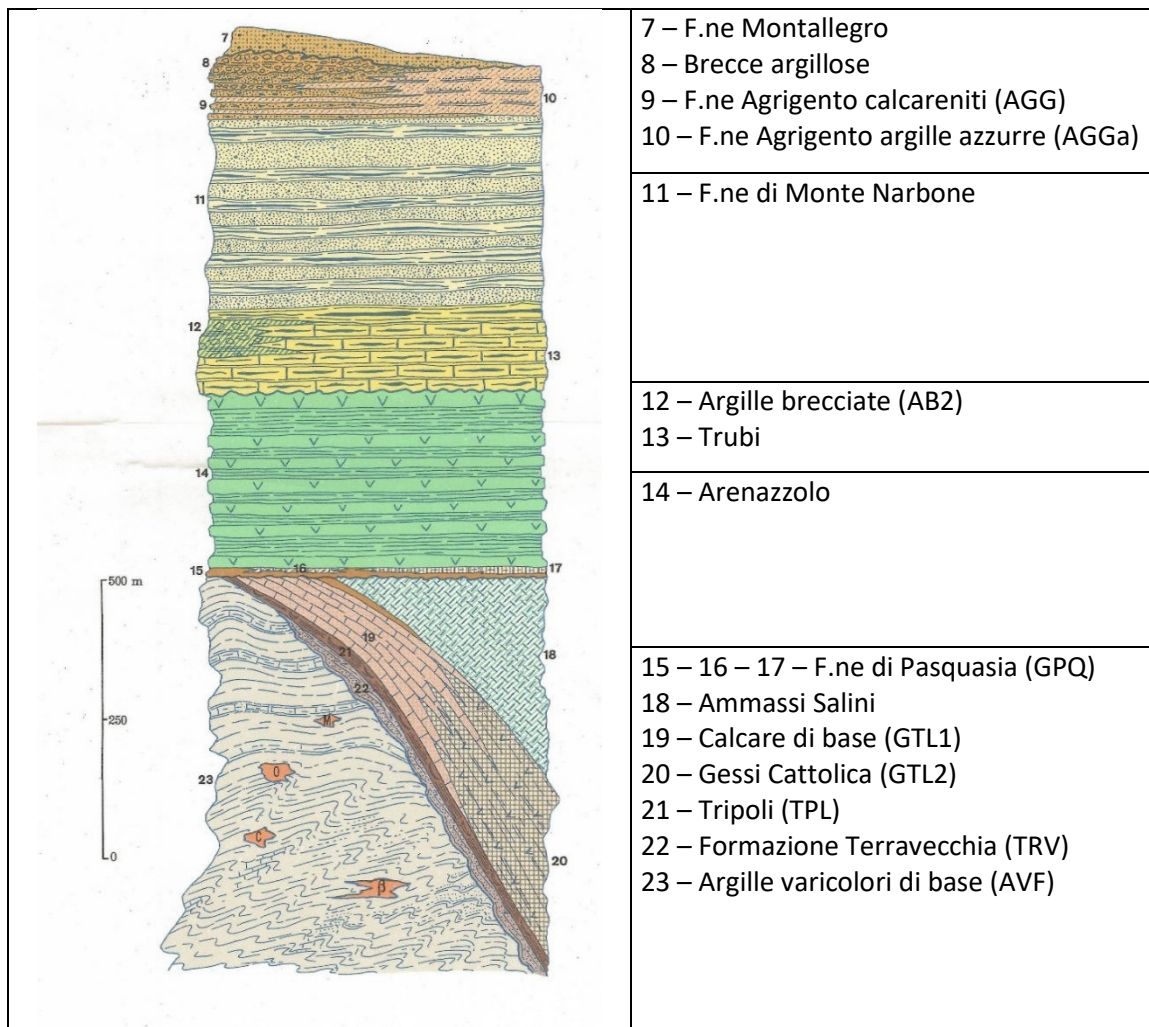 7
8
9
10
11
12
13
14
15
16
17
500 m
19
21
18
22
M
250
O
23
C
0
20
β
7 – F.ne Montallegro
8 – Brecce argillose
9 – F.ne Agrigento calcareniti (AGG)
10 – F.ne Agrigento argille azzurre (AGGa)
11 – F.ne di Monte Narbone
12 – Argille brecciate (AB2)
13 – Trubi
14 – Arenazzolo
15 – 16 – 17 – F.ne di Pasquasia (GPQ)
18 – Ammassi Salini
19 – Calcare di base (GTL1)
20 – Gessi Cattolica (GTL2)
21 – Tripoli (TPL)
22 – Formazione Terravecchia (TRV)
23 – Argille varicolori di base (AVF)